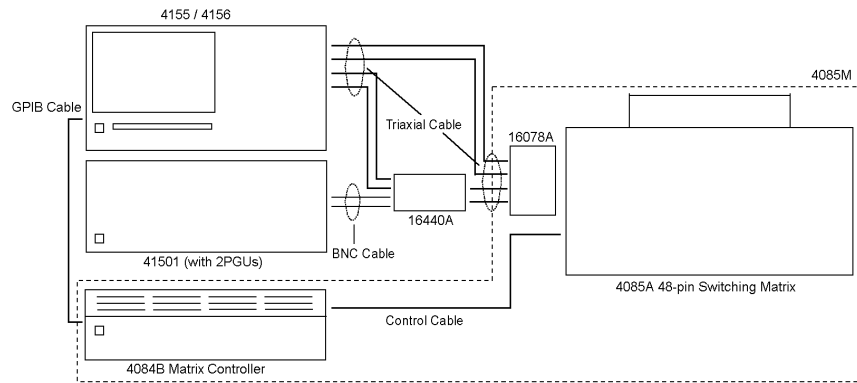 4155 / 4156
4085M
GPIB Cable
Triaxial Cable
16078A
16440A
41501 (with 2PGUs)
BNC Cable
4085A 48-pin Switching Matrix
Control Cable
4084B Matrix Controller